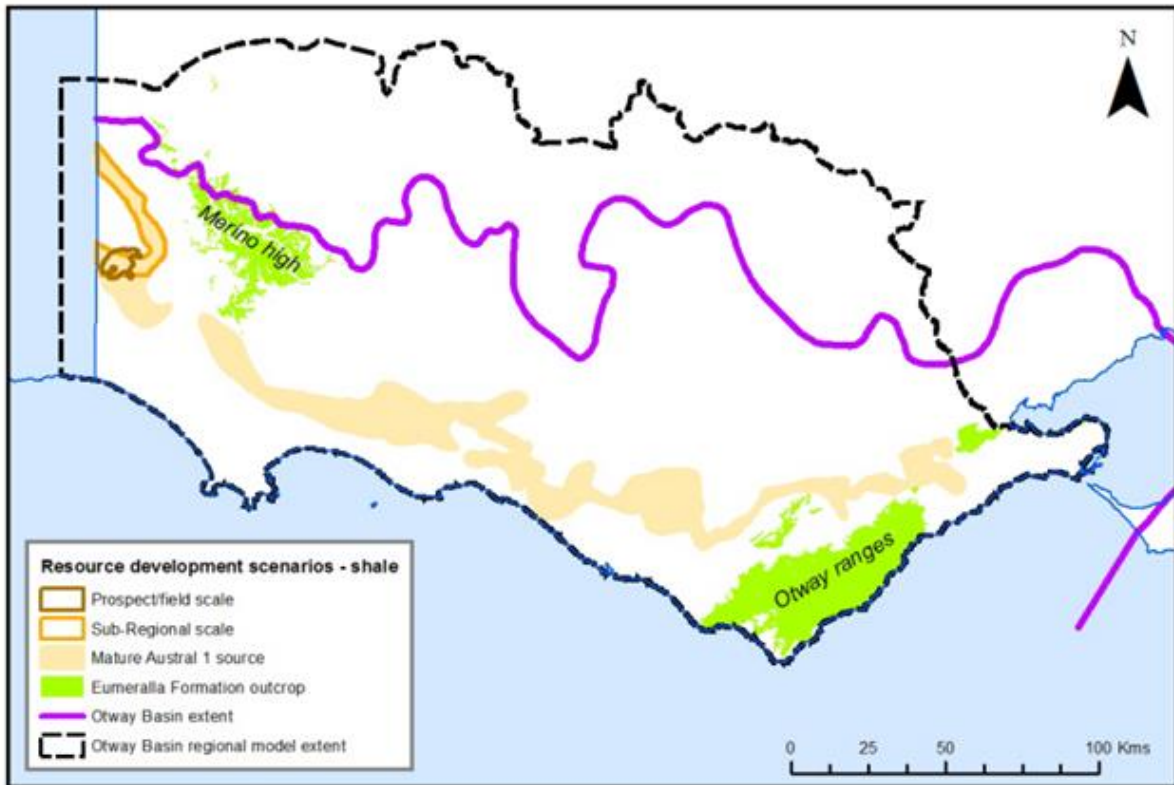 N
Merino high
Otway ranges
Resource development scenarios - shale
Prospect/field scale
Sub-Regional scale
Mature Austral 1 source
Eumeralla Formation outcrop
Otway Basin extent
Otway Basin regional model extent
0 25 50 100 Kms